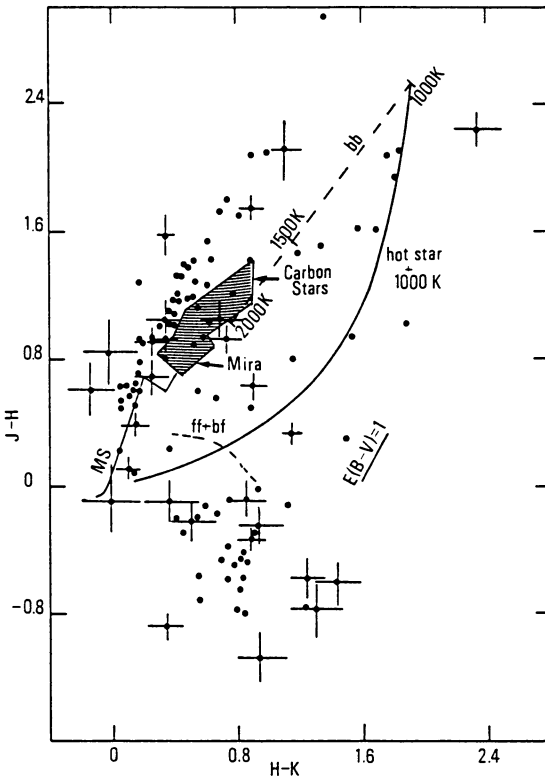 2.4
1.6
0.8
0
-0.8
J-H
1000K
bb
1500K
2000K
Carbon
Stars
Mira
hot star
+
1000 K
MS
ff+bf
E(B-V)=1
0
0.8
1.6
2.4
H-K